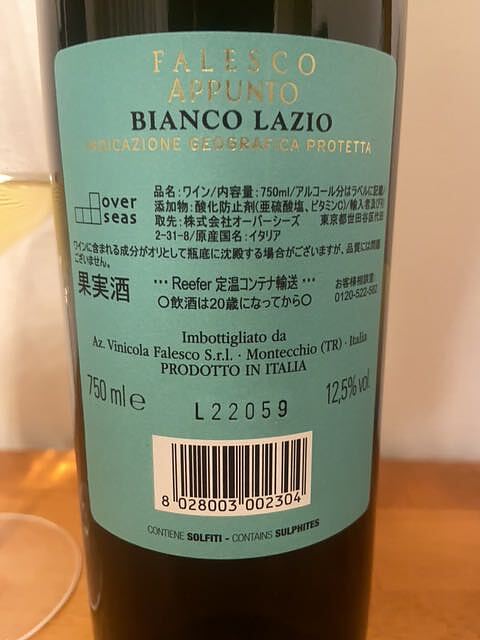 FALESCO
APPUNTO
BIANCO LAZIO
INDICAZIONE GEOGRAFICA PROTETTA
over
seas
品名:ワイン/内容量:750ml/アルコール分はラベルに記載
添加物:酸化防止剤(亜硫酸塩、ビタミンC)/輸入者及び引
取先:株式会社オーバーシーズ 東京都世田谷区代田
2-31-8/原産国名:イタリア
ワインに含まれる成分がオリとして瓶底に沈殿する場合がございますが、品質には問題
ございません。
果実酒
… Reefer 定温コンテナ輸送 …
○飲酒は20歳になってから○
お客様相談室
0120-522-582
Imbottigliato da
Az. Vinicola Falesco S.r.l. · Montecchio (TR) · Italia
PRODOTTO IN ITALIA
750 ml e
L22059
12,5% vol.
8 028003 002304
CONTIENE SOLFITI - CONTAINS SULPHITES